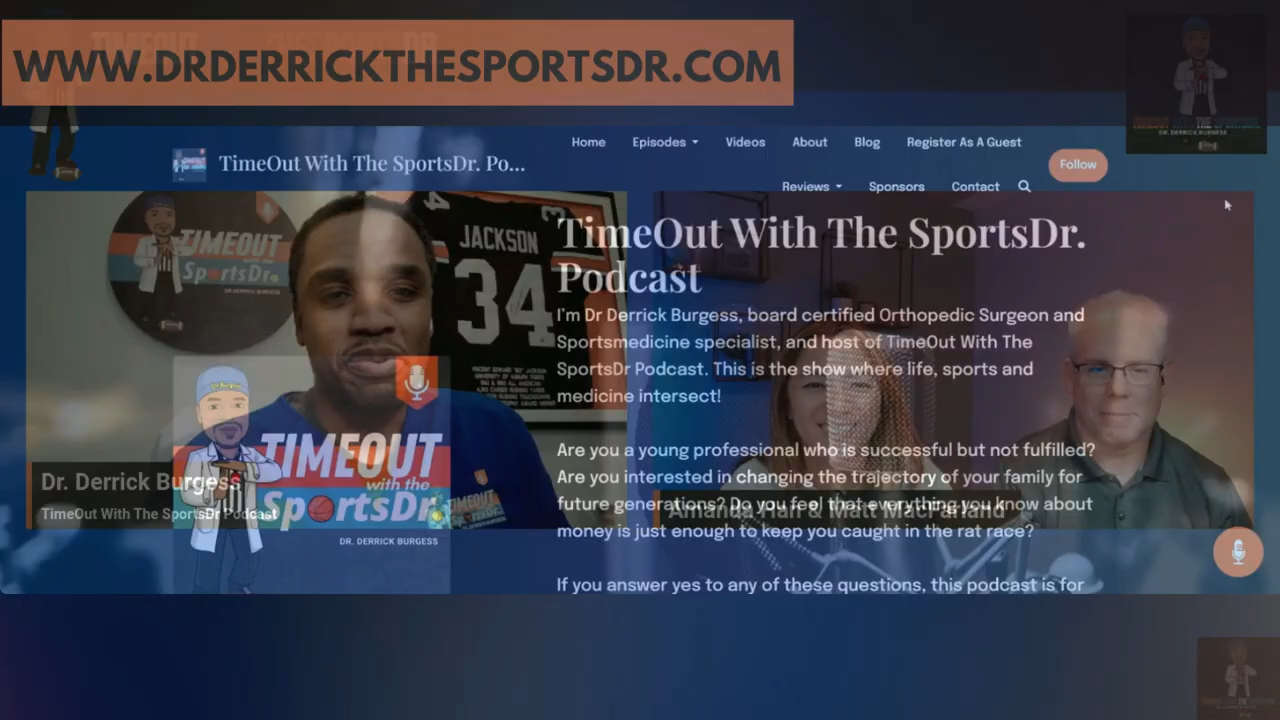 WWW.DRDERRICKTHESPORTSDR.COM
Home Episodes Videos About Blog Register As A Guest
TimeOut With The SportsDr. Po...
Follow
Reviews Sponsors Contact
TIMEOUT
SportsDr.
DR. DERRICK BURGESS
JACKSON
34
TimeOut With The SportsDr.
Podcast
I'm Dr Derrick Burgess, board certified Orthopedic Surgeon and
Sportsmedicine specialist, and host of TimeOut With The
SportsDr Podcast. This is the show where life, sports and
medicine intersect!
Are you a young professional who is successful but not fulfilled?
Are you interested in changing the trajectory of your family for
future generations? Do you feel that everything you know about
money is just enough to keep you caught in the rat race?
If you answer yes to any of these questions, this podcast is for
Dr. Derrick Burgess
TimeOut With The SportsDr Podcast
TIMEOUT
with the
SportsDr.
DR. DERRICK BURGESS
DR. DERRICK BURGESS